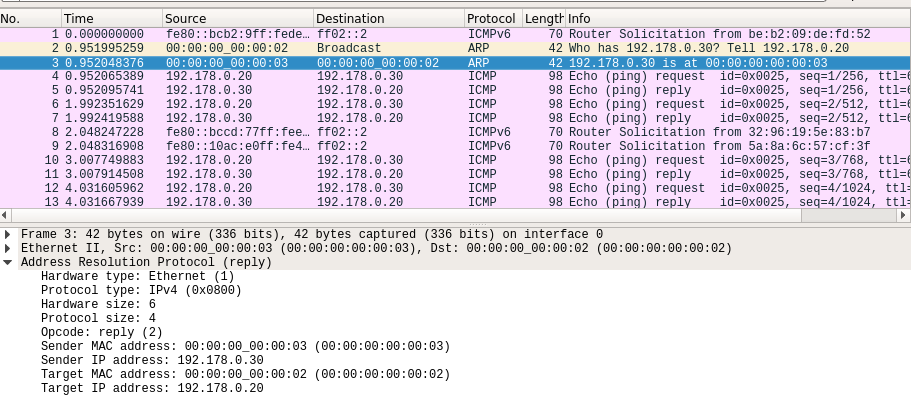 No. Time Source Destination Protocol Length Info
1 0.000000000 fe80::bcb2:9ff:fede... ff02::2 ICMPv6 70 Router Solicitation from be:b2:09:de:fd:52
2 0.951995259 00:00:00_00:00:02 Broadcast ARP 42 Who has 192.178.0.30? Tell 192.178.0.20
3 0.952048376 00:00:00_00:00:03 00:00:00_00:00:02 ARP 42 192.178.0.30 is at 00:00:00:00:00:03
4 0.952065389 192.178.0.20 192.178.0.30 ICMP 98 Echo (ping) request id=0x0025, seq=1/256, ttl=6
5 0.952095741 192.178.0.30 192.178.0.20 ICMP 98 Echo (ping) reply id=0x0025, seq=1/256, ttl=6
6 1.992351629 192.178.0.20 192.178.0.30 ICMP 98 Echo (ping) request id=0x0025, seq=2/512, ttl=6
7 1.992419588 192.178.0.30 192.178.0.20 ICMP 98 Echo (ping) reply id=0x0025, seq=2/512, ttl=6
8 2.048247228 fe80::bccd:77ff:fee... ff02::2 ICMPv6 70 Router Solicitation from 32:96:19:5e:83:b7
9 2.048316908 fe80::10ac:e0ff:fe4... ff02::2 ICMPv6 70 Router Solicitation from 5a:8a:6c:57:cf:3f
10 3.007749883 192.178.0.20 192.178.0.30 ICMP 98 Echo (ping) request id=0x0025, seq=3/768, ttl=6
11 3.007914508 192.178.0.30 192.178.0.20 ICMP 98 Echo (ping) reply id=0x0025, seq=3/768, ttl=6
12 4.031605962 192.178.0.20 192.178.0.30 ICMP 98 Echo (ping) request id=0x0025, seq=4/1024, ttl=
13 4.031667939 192.178.0.30 192.178.0.20 ICMP 98 Echo (ping) reply id=0x0025, seq=4/1024, ttl=
Frame 3: 42 bytes on wire (336 bits), 42 bytes captured (336 bits) on interface 0
Ethernet II, Src: 00:00:00_00:00:03 (00:00:00:00:00:03), Dst: 00:00:00_00:00:02 (00:00:00:00:00:02)
Address Resolution Protocol (reply)
Hardware type: Ethernet (1)
Protocol type: IPv4 (0x0800)
Hardware size: 6
Protocol size: 4
Opcode: reply (2)
Sender MAC address: 00:00:00_00:00:03 (00:00:00:00:00:03)
Sender IP address: 192.178.0.30
Target MAC address: 00:00:00_00:00:02 (00:00:00:00:00:02)
Target IP address: 192.178.0.20